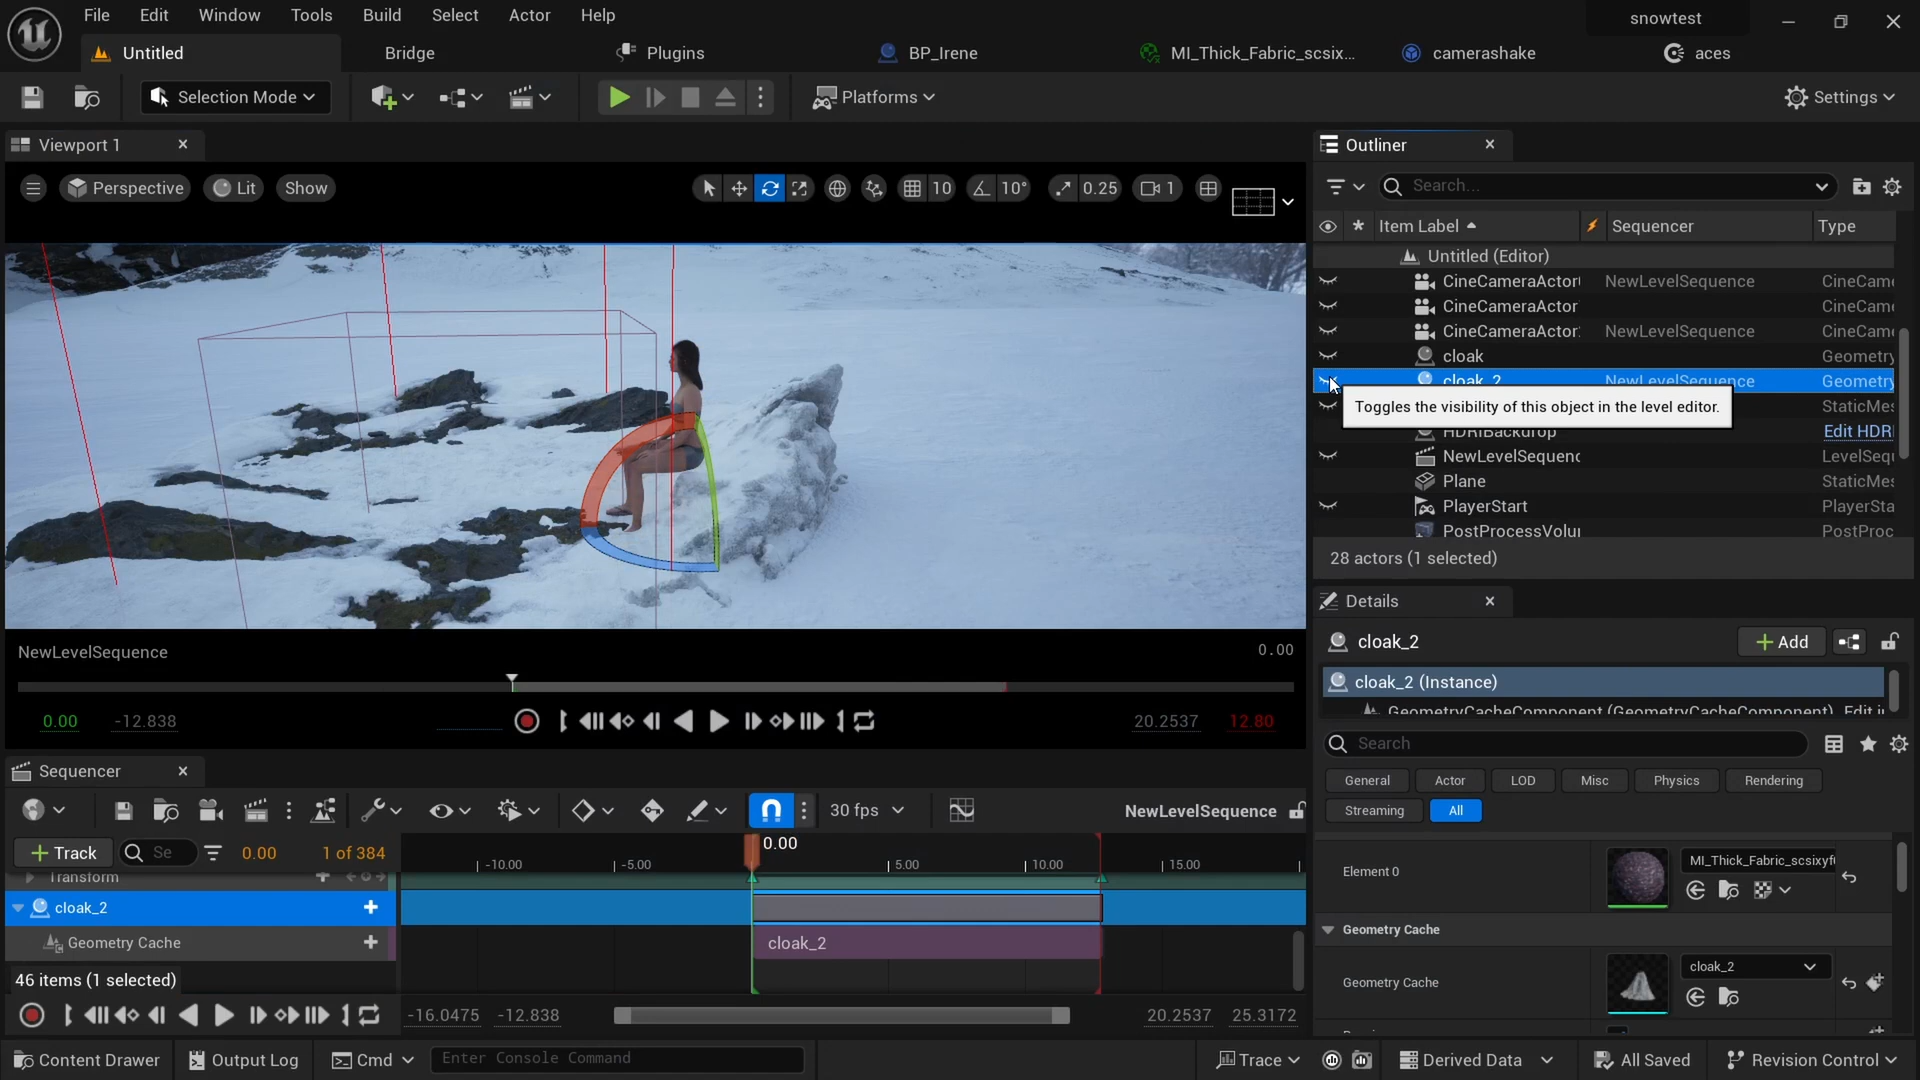 File Edit Window Tools Build Select Actor Help
snowtest
Untitled Bridge Plugins BP_Irene MI_Thick_Fabric_scsix... camerashake aces
Selection Mode Platforms Settings
Viewport 1
Perspective Lit Show 10 10° 0.25 1
NewLevelSequence 0.00
0.00 -12.838 20.2537 12.80
Sequencer
30 fps NewLevelSequence
Track Se 0.00 1 of 384
0.00
-10.00 -5.00 5.00 10.00 15.00
Transform
cloak_2
Geometry Cache cloak_2
46 items (1 selected)
-16.0475 -12.838 20.2537 25.3172
Outliner
Search...
Item Label Sequencer Type
Untitled (Editor)
CineCameraActor NewLevelSequence CineCam
CineCameraActor CineCam
CineCameraActor NewLevelSequence CineCam
cloak Geometry
cloak_2 NewLevelSequence Geometry
StaticMes
Toggles the visibility of this object in the level editor.
HDRIBackdrop Edit HDRI
NewLevelSequenc LevelSequ
Plane StaticMes
PlayerStart PlayerSta
PostProcessVolu PostProc
28 actors (1 selected)
Details
cloak_2 Add
cloak_2 (Instance)
GeometryCacheComponent (GeometryCacheComponent) Edit i
Search
General Actor LOD Misc Physics Rendering
Streaming All
Element 0 MI_Thick_Fabric_scsixyf
Geometry Cache
Geometry Cache cloak_2
Content Drawer Output Log Cmd Enter Console Command Trace Derived Data All Saved Revision Control